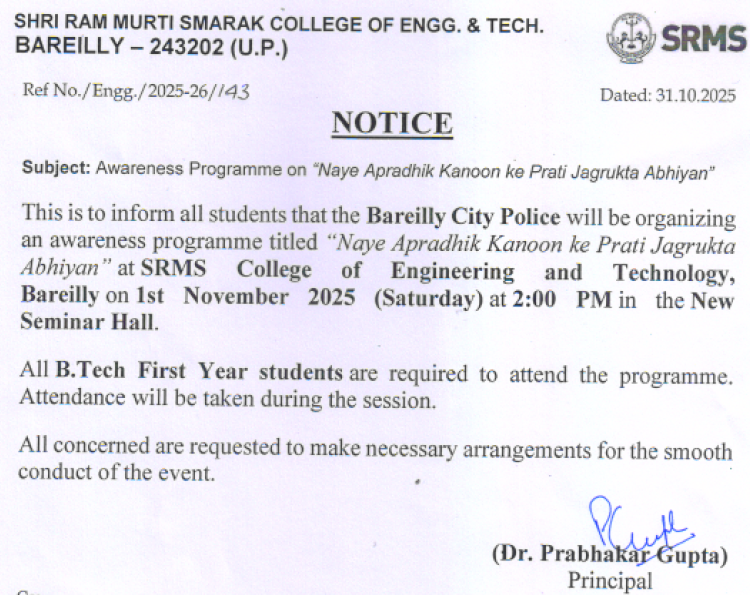 SHRI RAM MURTI SMARAK COLLEGE OF ENGG. & TECH.
BAREILLY – 243202 (U.P.)
SRMS
Ref No./Engg./2025-26//143
Dated: 31.10.2025
NOTICE
Subject: Awareness Programme on “Naye Apradhik Kanoon ke Prati Jagrukta Abhiyan”
This is to inform all students that the Bareilly City Police will be organizing
an awareness programme titled “Naye Apradhik Kanoon ke Prati Jagrukta
Abhiyan” at SRMS College of Engineering and Technology,
Bareilly on 1st November 2025 (Saturday) at 2:00 PM in the New
Seminar Hall.
All B.Tech First Year students are required to attend the programme.
Attendance will be taken during the session.
All concerned are requested to make necessary arrangements for the smooth
conduct of the event.
(Dr. Prabhakar Gupta)
Principal